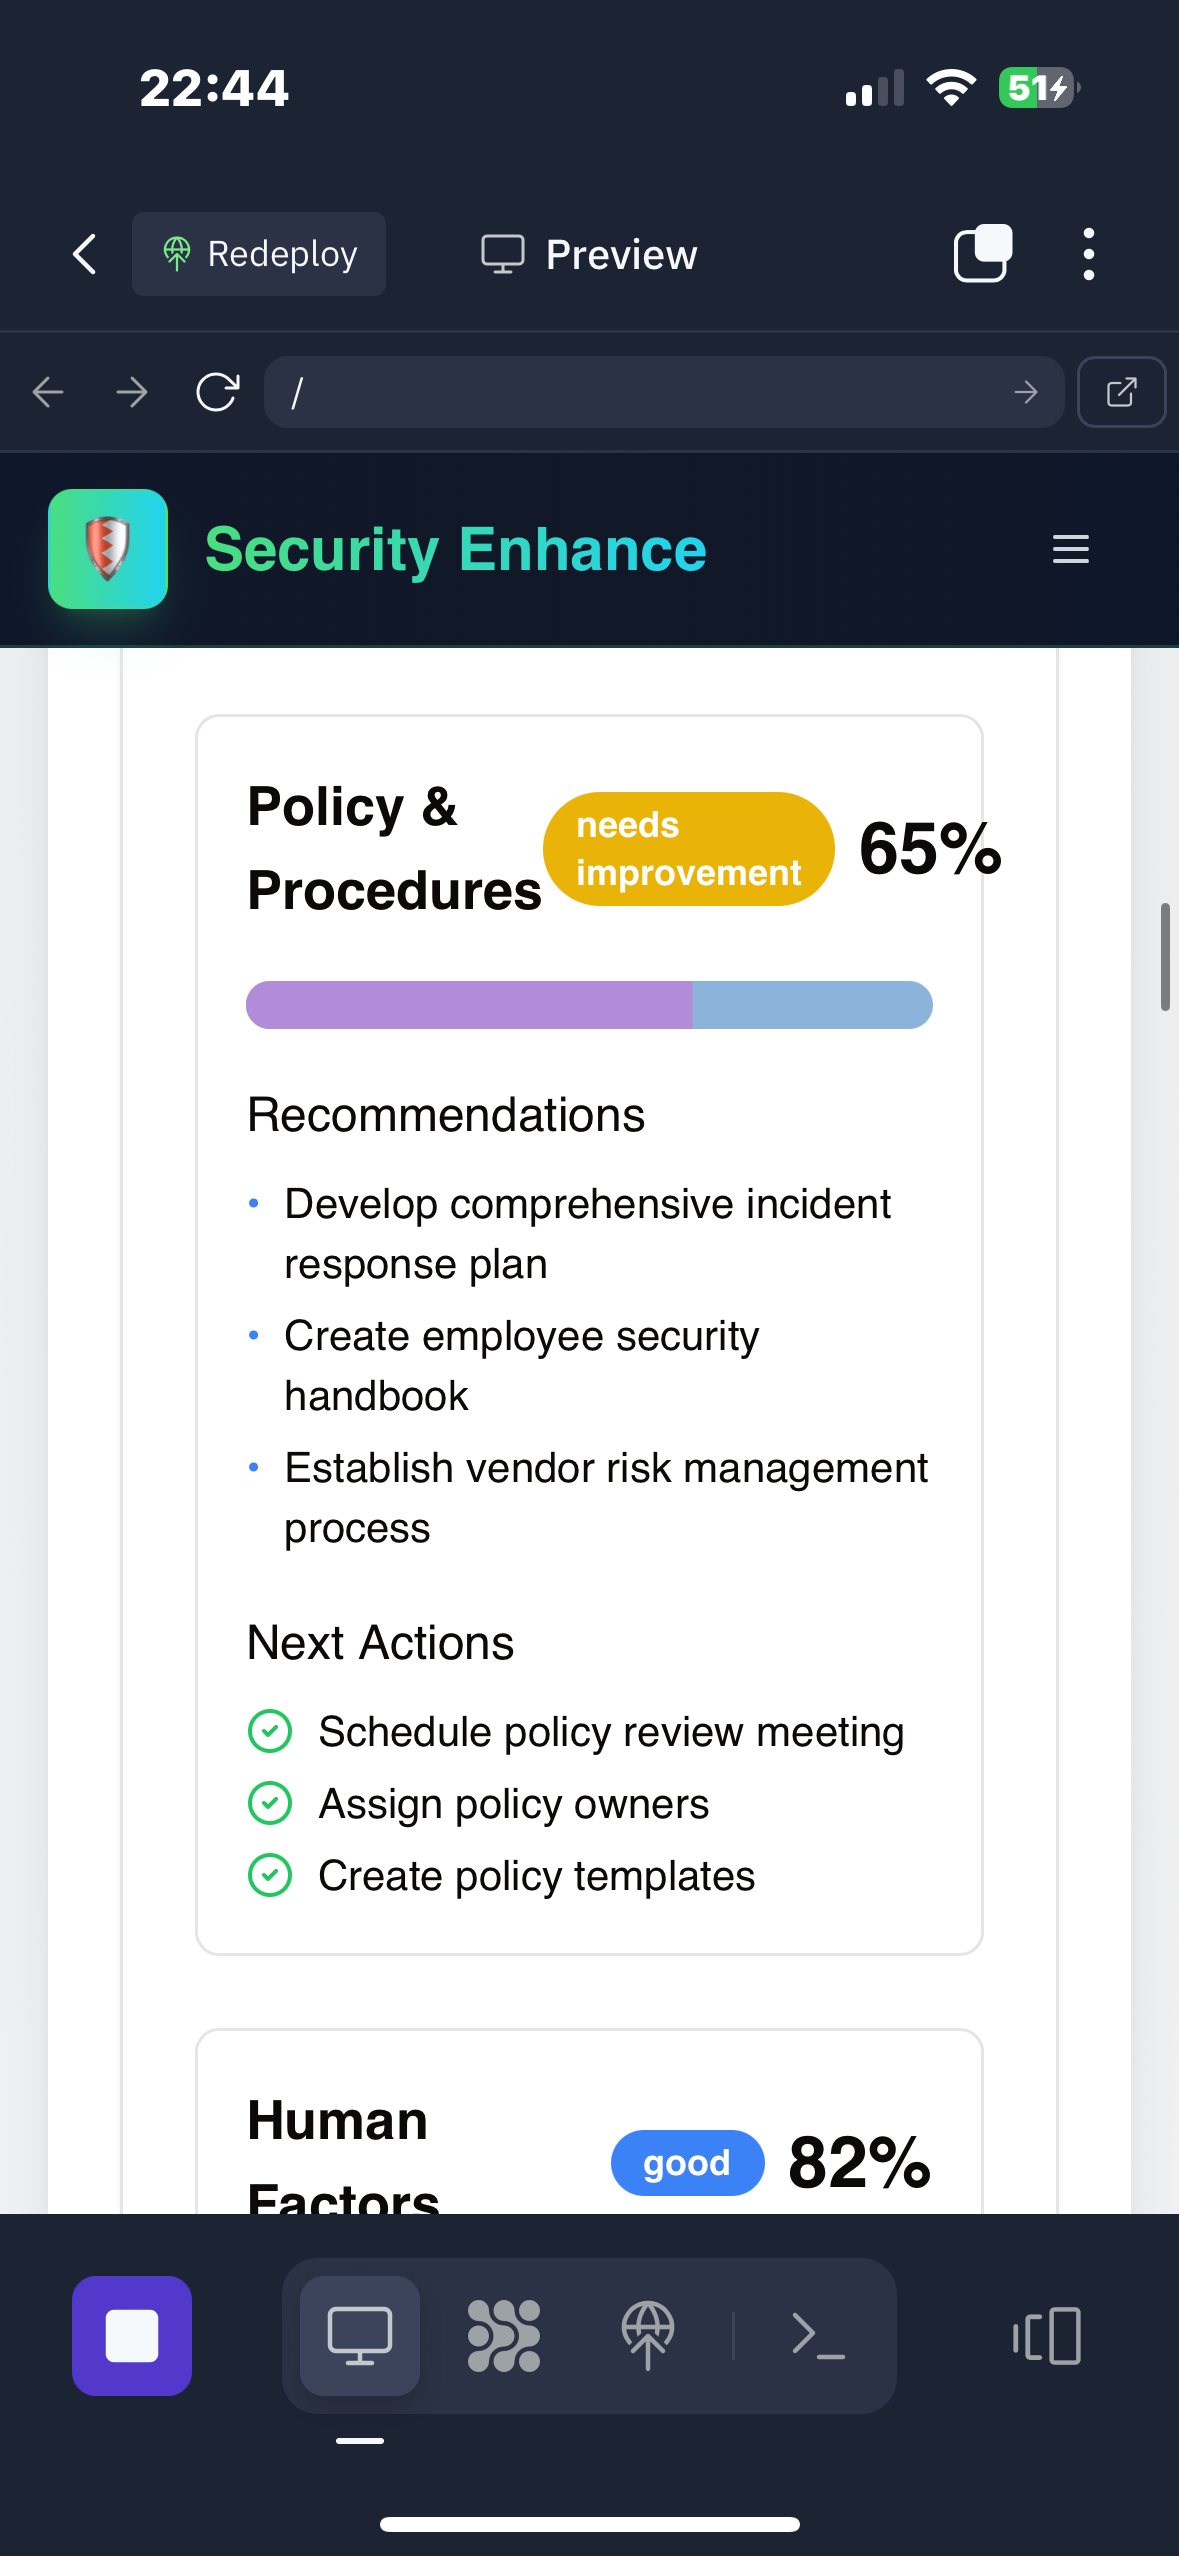 22:44
51
Redeploy
Preview
/
Security Enhance
Policy &
Procedures
needs
improvement
65%
Recommendations
• Develop comprehensive incident
response plan
• Create employee security
handbook
• Establish vendor risk management
process
Next Actions
Schedule policy review meeting
Assign policy owners
Create policy templates
Human
Factors
good
82%